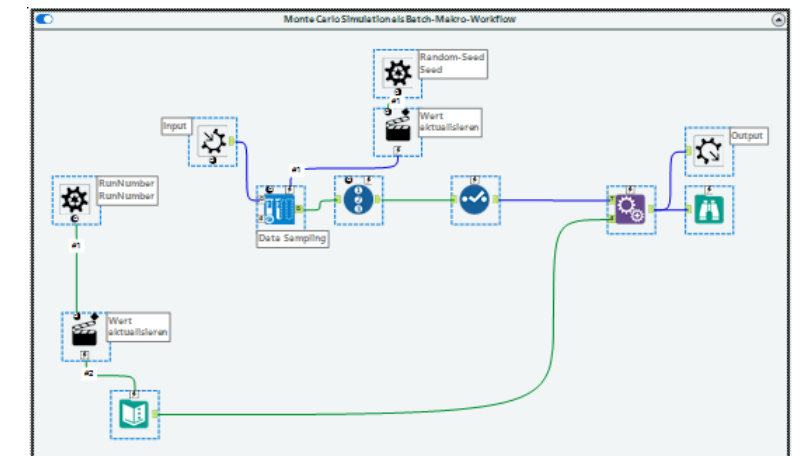 Monte Carlo Simulation als Batch-Makro-Workflow
Random-Seed
Seed
#1
Wert
aktualisieren
Input
Output
#1
RunNumber
RunNumber
Data Sampling
#1
Wert
aktualisieren
#2